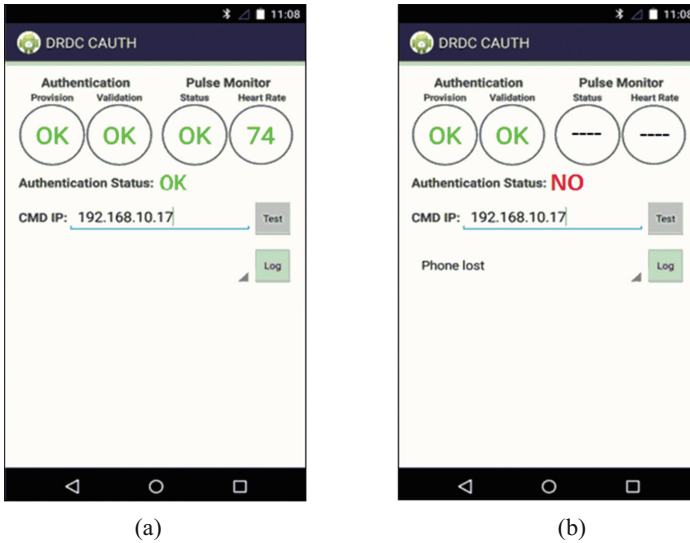 11:08
DRDC CAUTH
Authentication Pulse Monitor
Provision Validation Status Heart Rate
OK OK OK 74
Authentication Status: OK
CMD IP: 192.168.10.17 Test
Log
(a)
11:08
DRDC CAUTH
Authentication Pulse Monitor
Provision Validation Status Heart Rate
OK OK ---- ----
Authentication Status: NO
CMD IP: 192.168.10.17 Test
Phone lost Log
(b)